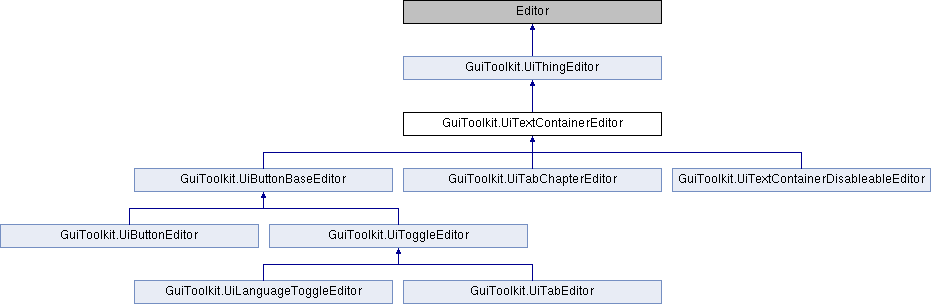 Editor
GuiToolkit.UiThingEditor
GuiToolkit.UiTextContainerEditor
GuiToolkit.UiButtonBaseEditor
GuiToolkit.UiTabChapterEditor
GuiToolkit.UiTextContainerDisableableEditor
GuiToolkit.UiButtonEditor
GuiToolkit.UiToggleEditor
GuiToolkit.UiLanguageToggleEditor
GuiToolkit.UiTabEditor